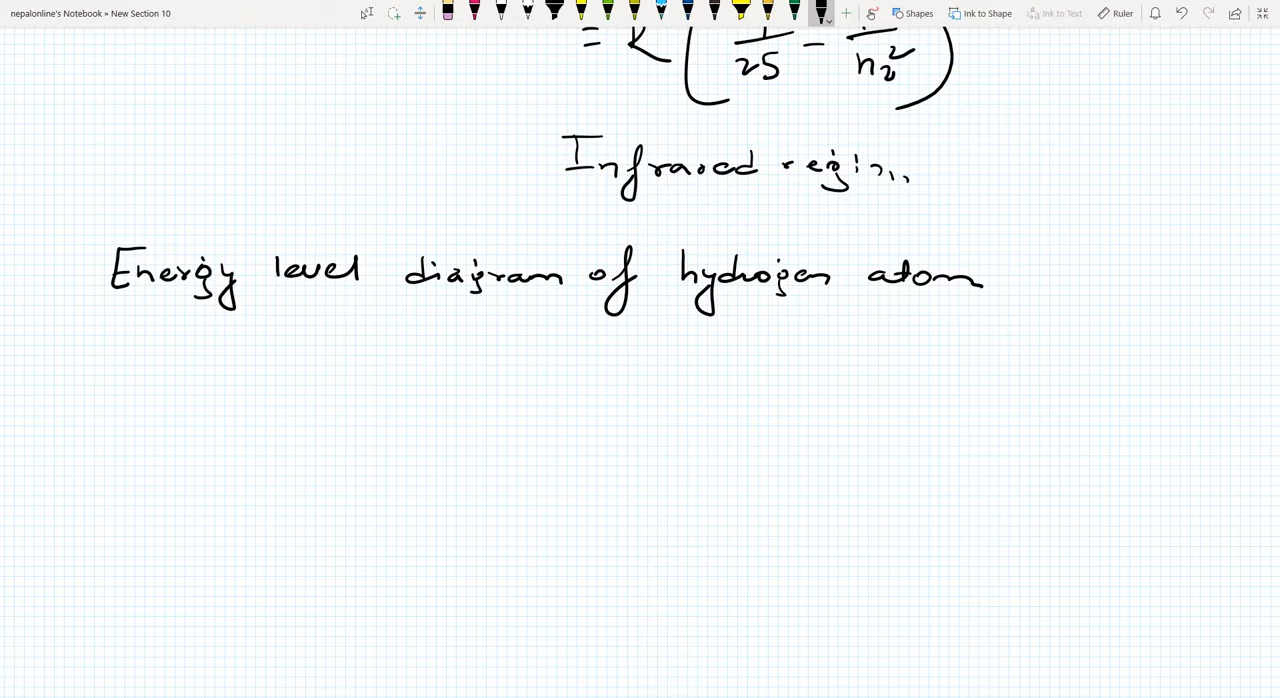 nepalonline's Notebook » New Section 10
Shapes Ink to Shape Ink to Text Ruler
= R ( 1/25 - 1/n₂² )
Infrared region
Energy level diagram of hydrogen atom